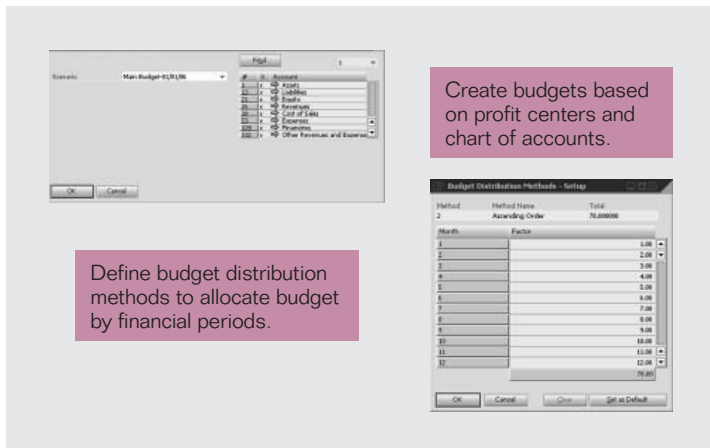 Find
1
Scenario
Main Budget-01/01/06
# Account
1 x Assets
15 x Liabilities
x Equity
x Revenues
x Cost of Sales
x Expenses
x Financing
x Other Revenues and Expenses
OK Cancel
Create budgets based
on profit centers and
chart of accounts.
Define budget distribution
methods to allocate budget
by financial periods.
Budget Distribution Methods - Setup
Method Method Name Total
2 Ascending Order 78.000000
Month Factor
1 1.00
2 2.00
3 3.00
4 4.00
5 5.00
6 6.00
7 7.00
8 8.00
9 9.00
10 10.00
11 11.00
12 12.00
78.00
OK Cancel Clear Set as Default